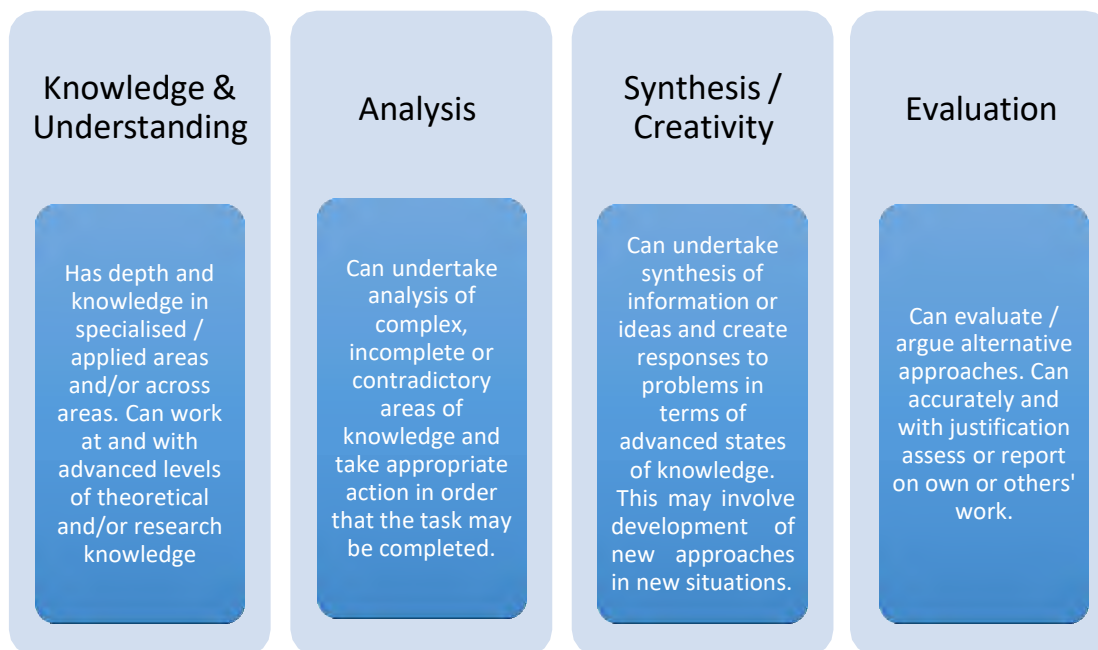 Knowledge &
Understanding
Has depth and
knowledge in
specialised /
applied areas
and/or across
areas. Can work
at and with
advanced levels
of theoretical
and/or research
knowledge
Analysis
Can undertake
analysis of
complex,
incomplete or
contradictory
areas of
knowledge and
take appropriate
action in order
that the task may
be completed.
Synthesis /
Creativity
Can undertake
synthesis of
information or
ideas and create
responses to
problems in
terms of
advanced states
of knowledge.
This may involve
development of
new approaches
in new situations.
Evaluation
Can evaluate /
argue alternative
approaches. Can
accurately and
with justification
assess or report
on own or others'
work.